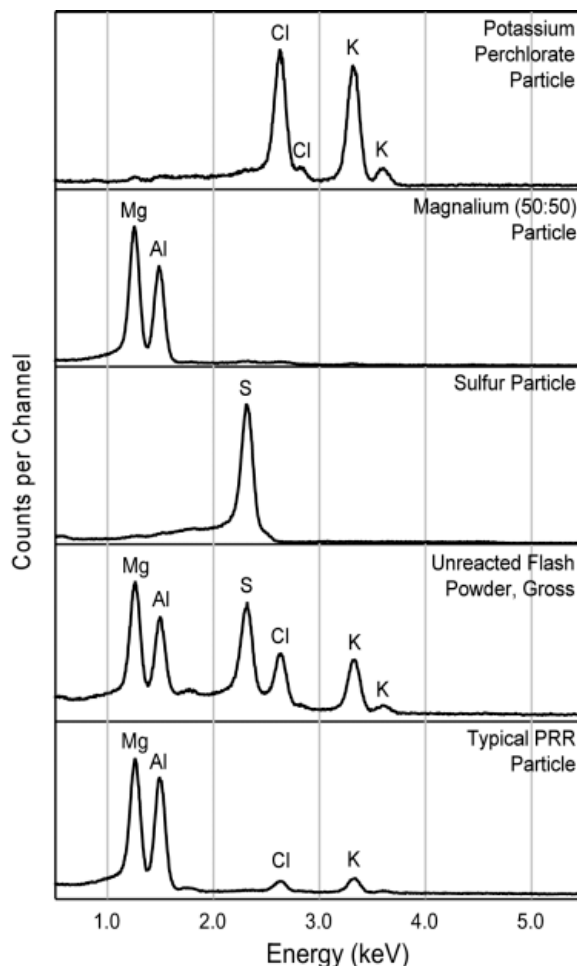 Potassium
Perchlorate
Particle
Cl
K
Cl
K
Magnalium (50:50)
Particle
Mg
Al
Sulfur Particle
S
Unreacted Flash
Powder, Gross
Mg
Al
S
Cl
K
K
Typical PRR
Particle
Mg
Al
Cl
K
Counts per Channel
1.0 2.0 3.0 4.0 5.0
Energy (keV)